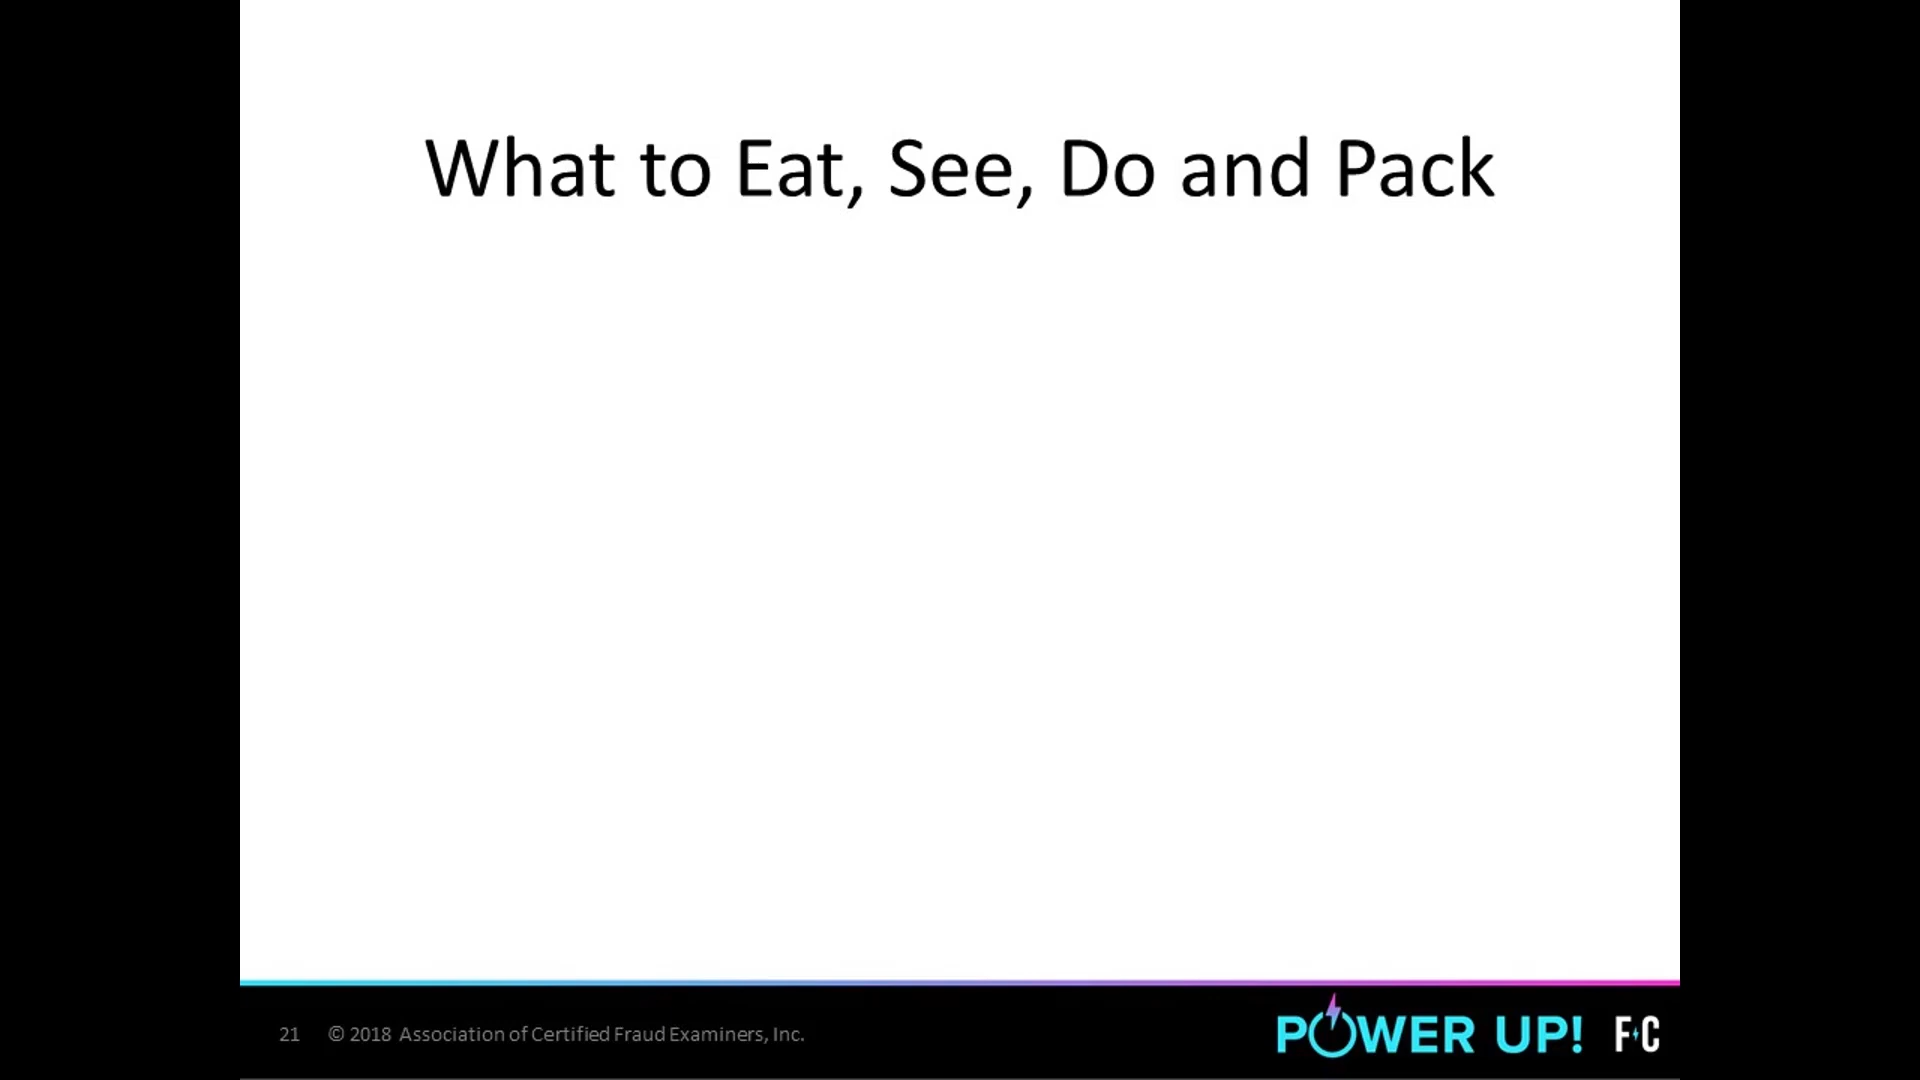 What to Eat, See, Do and Pack
21 © 2018 Association of Certified Fraud Examiners, Inc.
POWER UP! F C